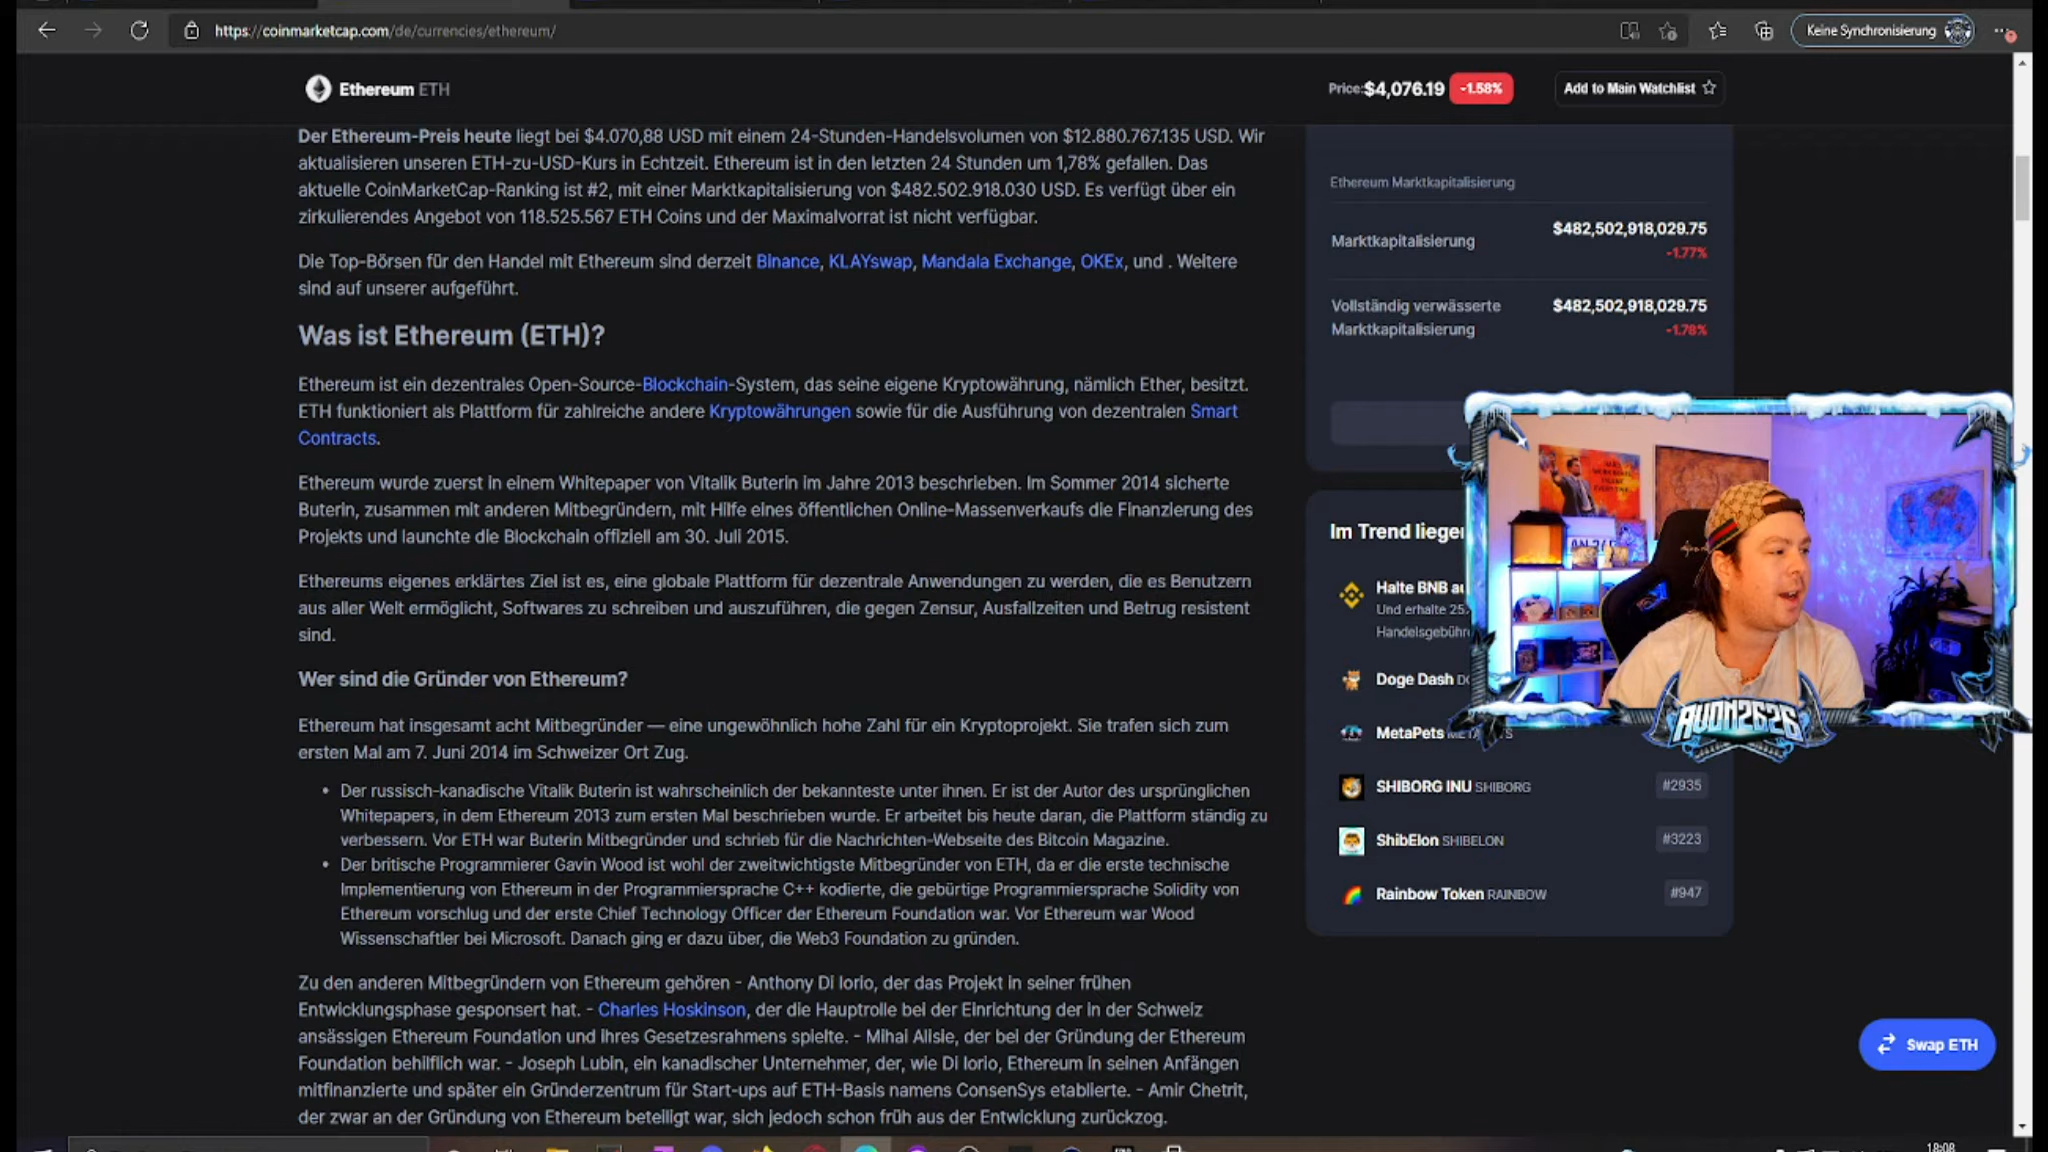 https://coinmarketcap.com/de/currencies/ethereum/
Keine Synchronisierung
Ethereum ETH
Price:$4,076.19 -1.58%
Add to Main Watchlist
Der Ethereum-Preis heute liegt bei $4.070,88 USD mit einem 24-Stunden-Handelsvolumen von $12.880.767.135 USD. Wir
aktualisieren unseren ETH-zu-USD-Kurs in Echtzeit. Ethereum ist in den letzten 24 Stunden um 1,78% gefallen. Das
aktuelle CoinMarketCap-Ranking ist #2, mit einer Marktkapitalisierung von $482.502.918.030 USD. Es verfügt über ein
zirkulierendes Angebot von 118.525.567 ETH Coins und der Maximalvorrat ist nicht verfügbar.
Die Top-Börsen für den Handel mit Ethereum sind derzeit Binance, KLAYswap, Mandala Exchange, OKEx, und . Weitere
sind auf unserer aufgeführt.
Was ist Ethereum (ETH)?
Ethereum ist ein dezentrales Open-Source-Blockchain-System, das seine eigene Kryptowährung, nämlich Ether, besitzt.
ETH funktioniert als Plattform für zahlreiche andere Kryptowährungen sowie für die Ausführung von dezentralen Smart
Contracts.
Ethereum wurde zuerst in einem Whitepaper von Vitalik Buterin im Jahre 2013 beschrieben. Im Sommer 2014 sicherte
Buterin, zusammen mit anderen Mitbegründern, mit Hilfe eines öffentlichen Online-Massenverkaufs die Finanzierung des
Projekts und launchte die Blockchain offiziell am 30. Juli 2015.
Ethereums eigenes erklärtes Ziel ist es, eine globale Plattform für dezentrale Anwendungen zu werden, die es Benutzern
aus aller Welt ermöglicht, Softwares zu schreiben und auszuführen, die gegen Zensur, Ausfallzeiten und Betrug resistent
sind.
Wer sind die Gründer von Ethereum?
Ethereum hat insgesamt acht Mitbegründer — eine ungewöhnlich hohe Zahl für ein Kryptoprojekt. Sie trafen sich zum
ersten Mal am 7. Juni 2014 im Schweizer Ort Zug.
• Der russisch-kanadische Vitalik Buterin ist wahrscheinlich der bekannteste unter ihnen. Er ist der Autor des ursprünglichen
Whitepapers, in dem Ethereum 2013 zum ersten Mal beschrieben wurde. Er arbeitet bis heute daran, die Plattform ständig zu
verbessern. Vor ETH war Buterin Mitbegründer und schrieb für die Nachrichten-Webseite des Bitcoin Magazine.
• Der britische Programmierer Gavin Wood ist wohl der zweitwichtigste Mitbegründer von ETH, da er die erste technische
Implementierung von Ethereum in der Programmiersprache C++ kodierte, die gebürtige Programmiersprache Solidity von
Ethereum vorschlug und der erste Chief Technology Officer der Ethereum Foundation war. Vor Ethereum war Wood
Wissenschaftler bei Microsoft. Danach ging er dazu über, die Web3 Foundation zu gründen.
Zu den anderen Mitbegründern von Ethereum gehören - Anthony Di Iorio, der das Projekt in seiner frühen
Entwicklungsphase gesponsert hat. - Charles Hoskinson, der die Hauptrolle bei der Einrichtung der in der Schweiz
ansässigen Ethereum Foundation und ihres Gesetzesrahmens spielte. - Mihai Alisie, der bei der Gründung der Ethereum
Foundation behilflich war. - Joseph Lubin, ein kanadischer Unternehmer, der, wie Di Iorio, Ethereum in seinen Anfängen
mitfinanzierte und später ein Gründerzentrum für Start-ups auf ETH-Basis namens ConsenSys etablierte. - Amir Chetrit,
der zwar an der Gründung von Ethereum beteiligt war, sich jedoch schon früh aus der Entwicklung zurückzog.
Ethereum Marktkapitalisierung
Marktkapitalisierung $482,502,918,029.75
-1.77%
Vollständig verwässerte $482,502,918,029.75
Marktkapitalisierung -1.78%
Im Trend liegen
Halte BNB au
Und erhalte 25
Handelsgebühr
Doge Dash
MetaPets
SHIBORG INU SHIBORG #2935
ShibElon SHIBELON #3223
Rainbow Token RAINBOW #947
AVON2626
Swap ETH
18:08